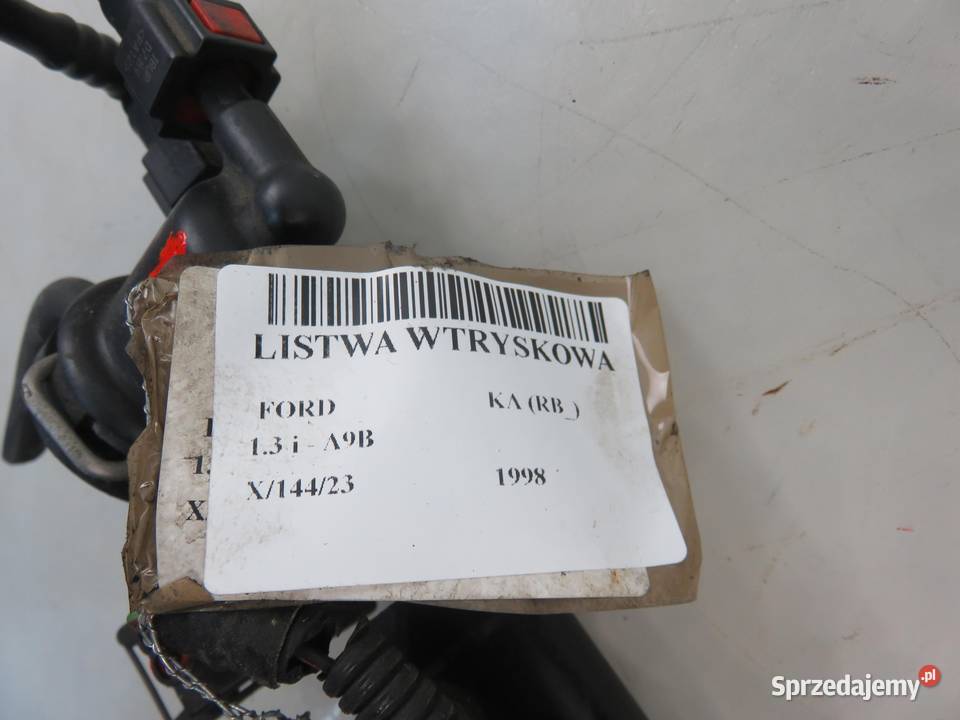 LISTWA WTRYSKOWA
FORD KA (RB_)
1.3 i - A9B
X/144/23 1998
X
Sprzedajemy.pl